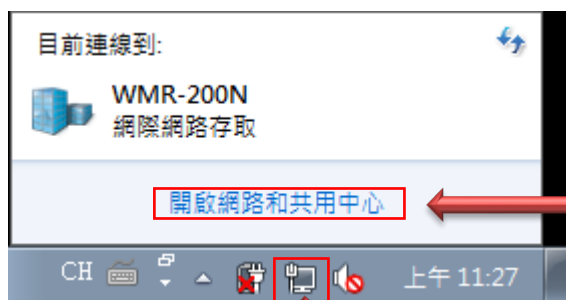 目前連線到:
WMR-200N
網際網路存取
開啟網路和共用中心
CH
上午 11:27